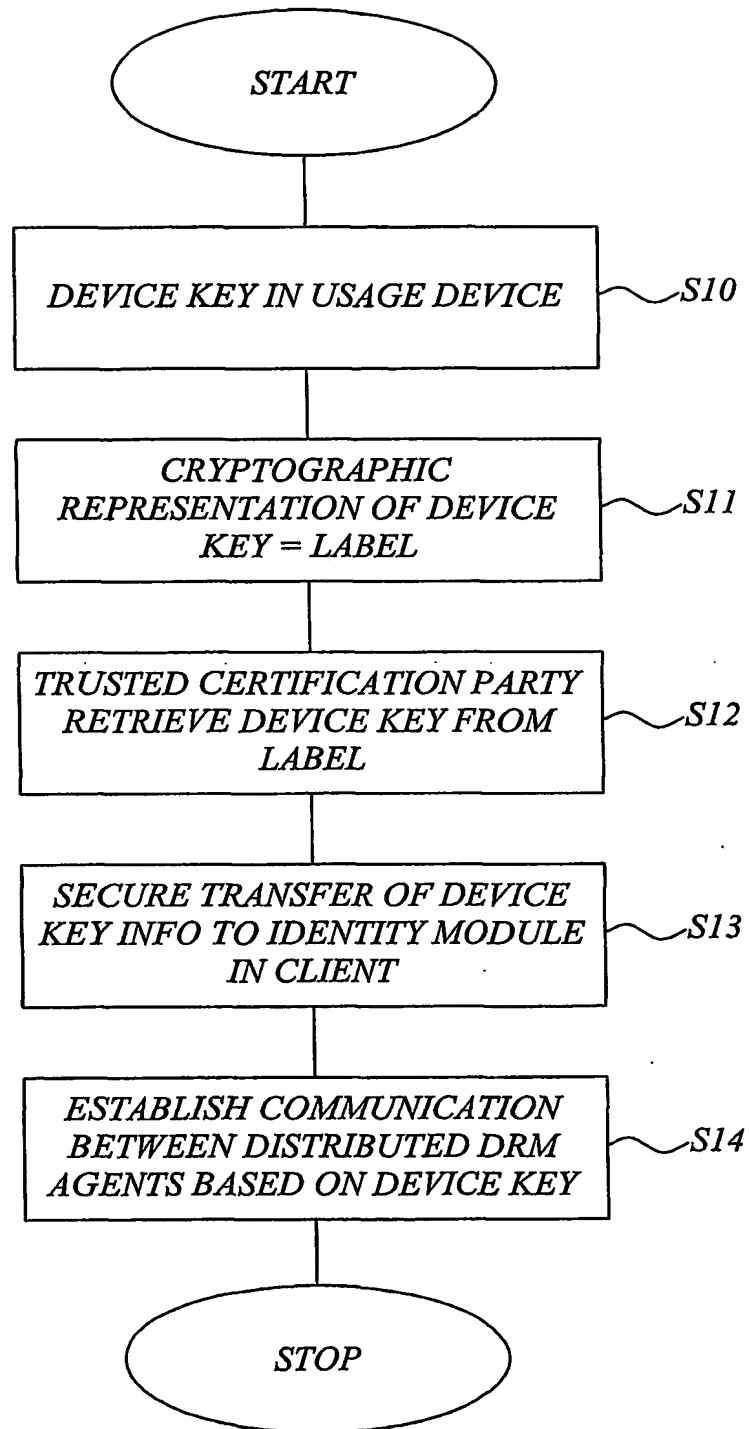 START
DEVICE KEY IN USAGE DEVICE
S10
CRYPTOGRAPHIC
REPRESENTATION OF DEVICE
KEY = LABEL
S11
TRUSTED CERTIFICATION PARTY
RETRIEVE DEVICE KEY FROM
LABEL
S12
SECURE TRANSFER OF DEVICE
KEY INFO TO IDENTITY MODULE
IN CLIENT
S13
ESTABLISH COMMUNICATION
BETWEEN DISTRIBUTED DRM
AGENTS BASED ON DEVICE KEY
S14
STOP